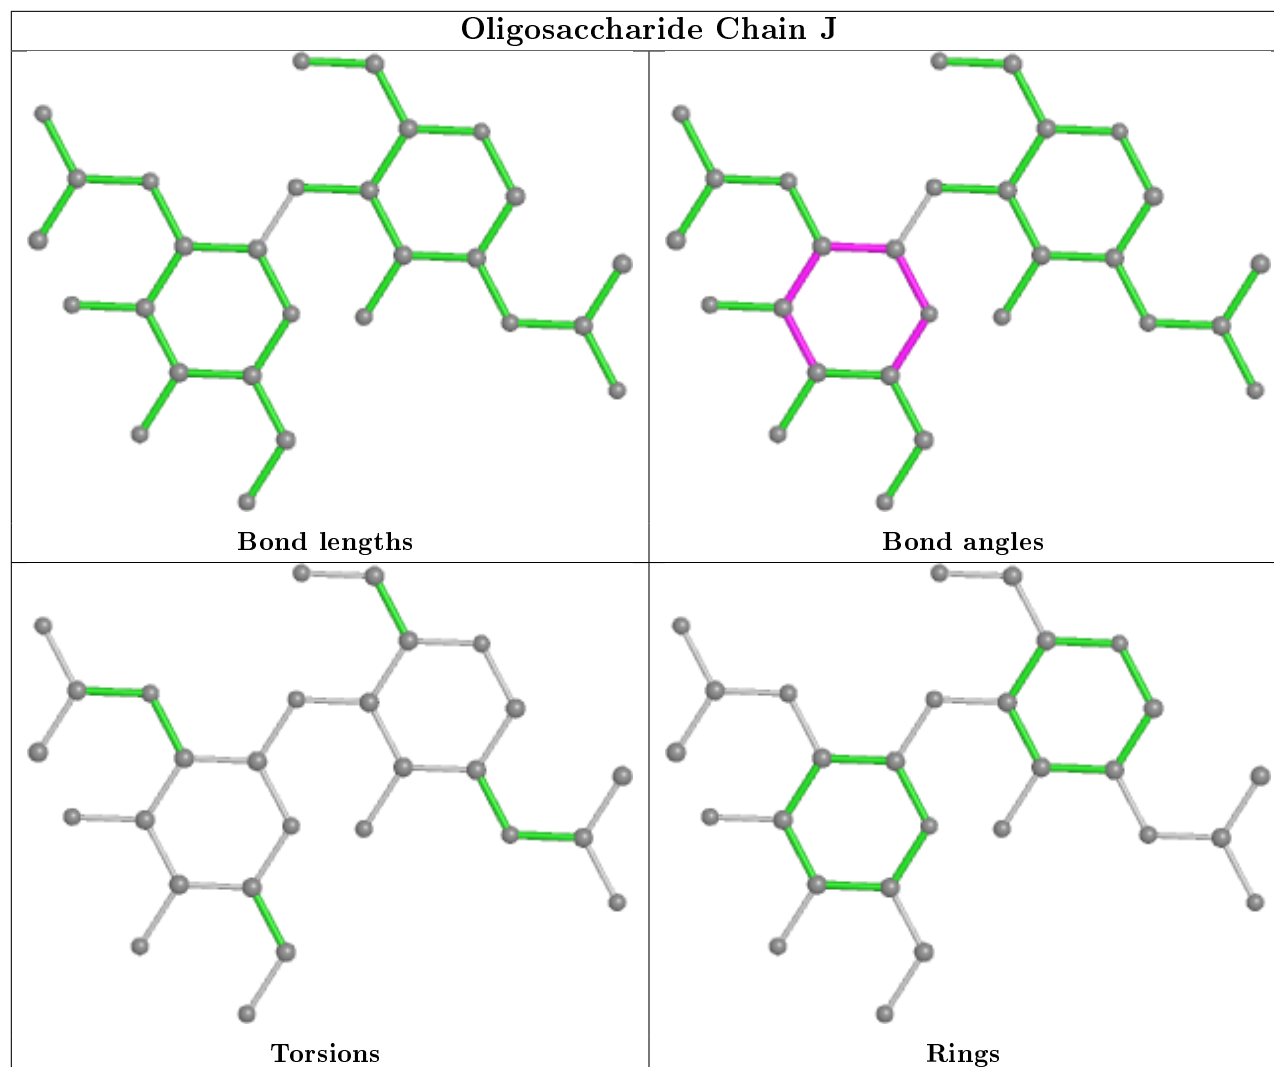 Oligosaccharide Chain J
Bond lengths
Bond angles
Torsions
Rings